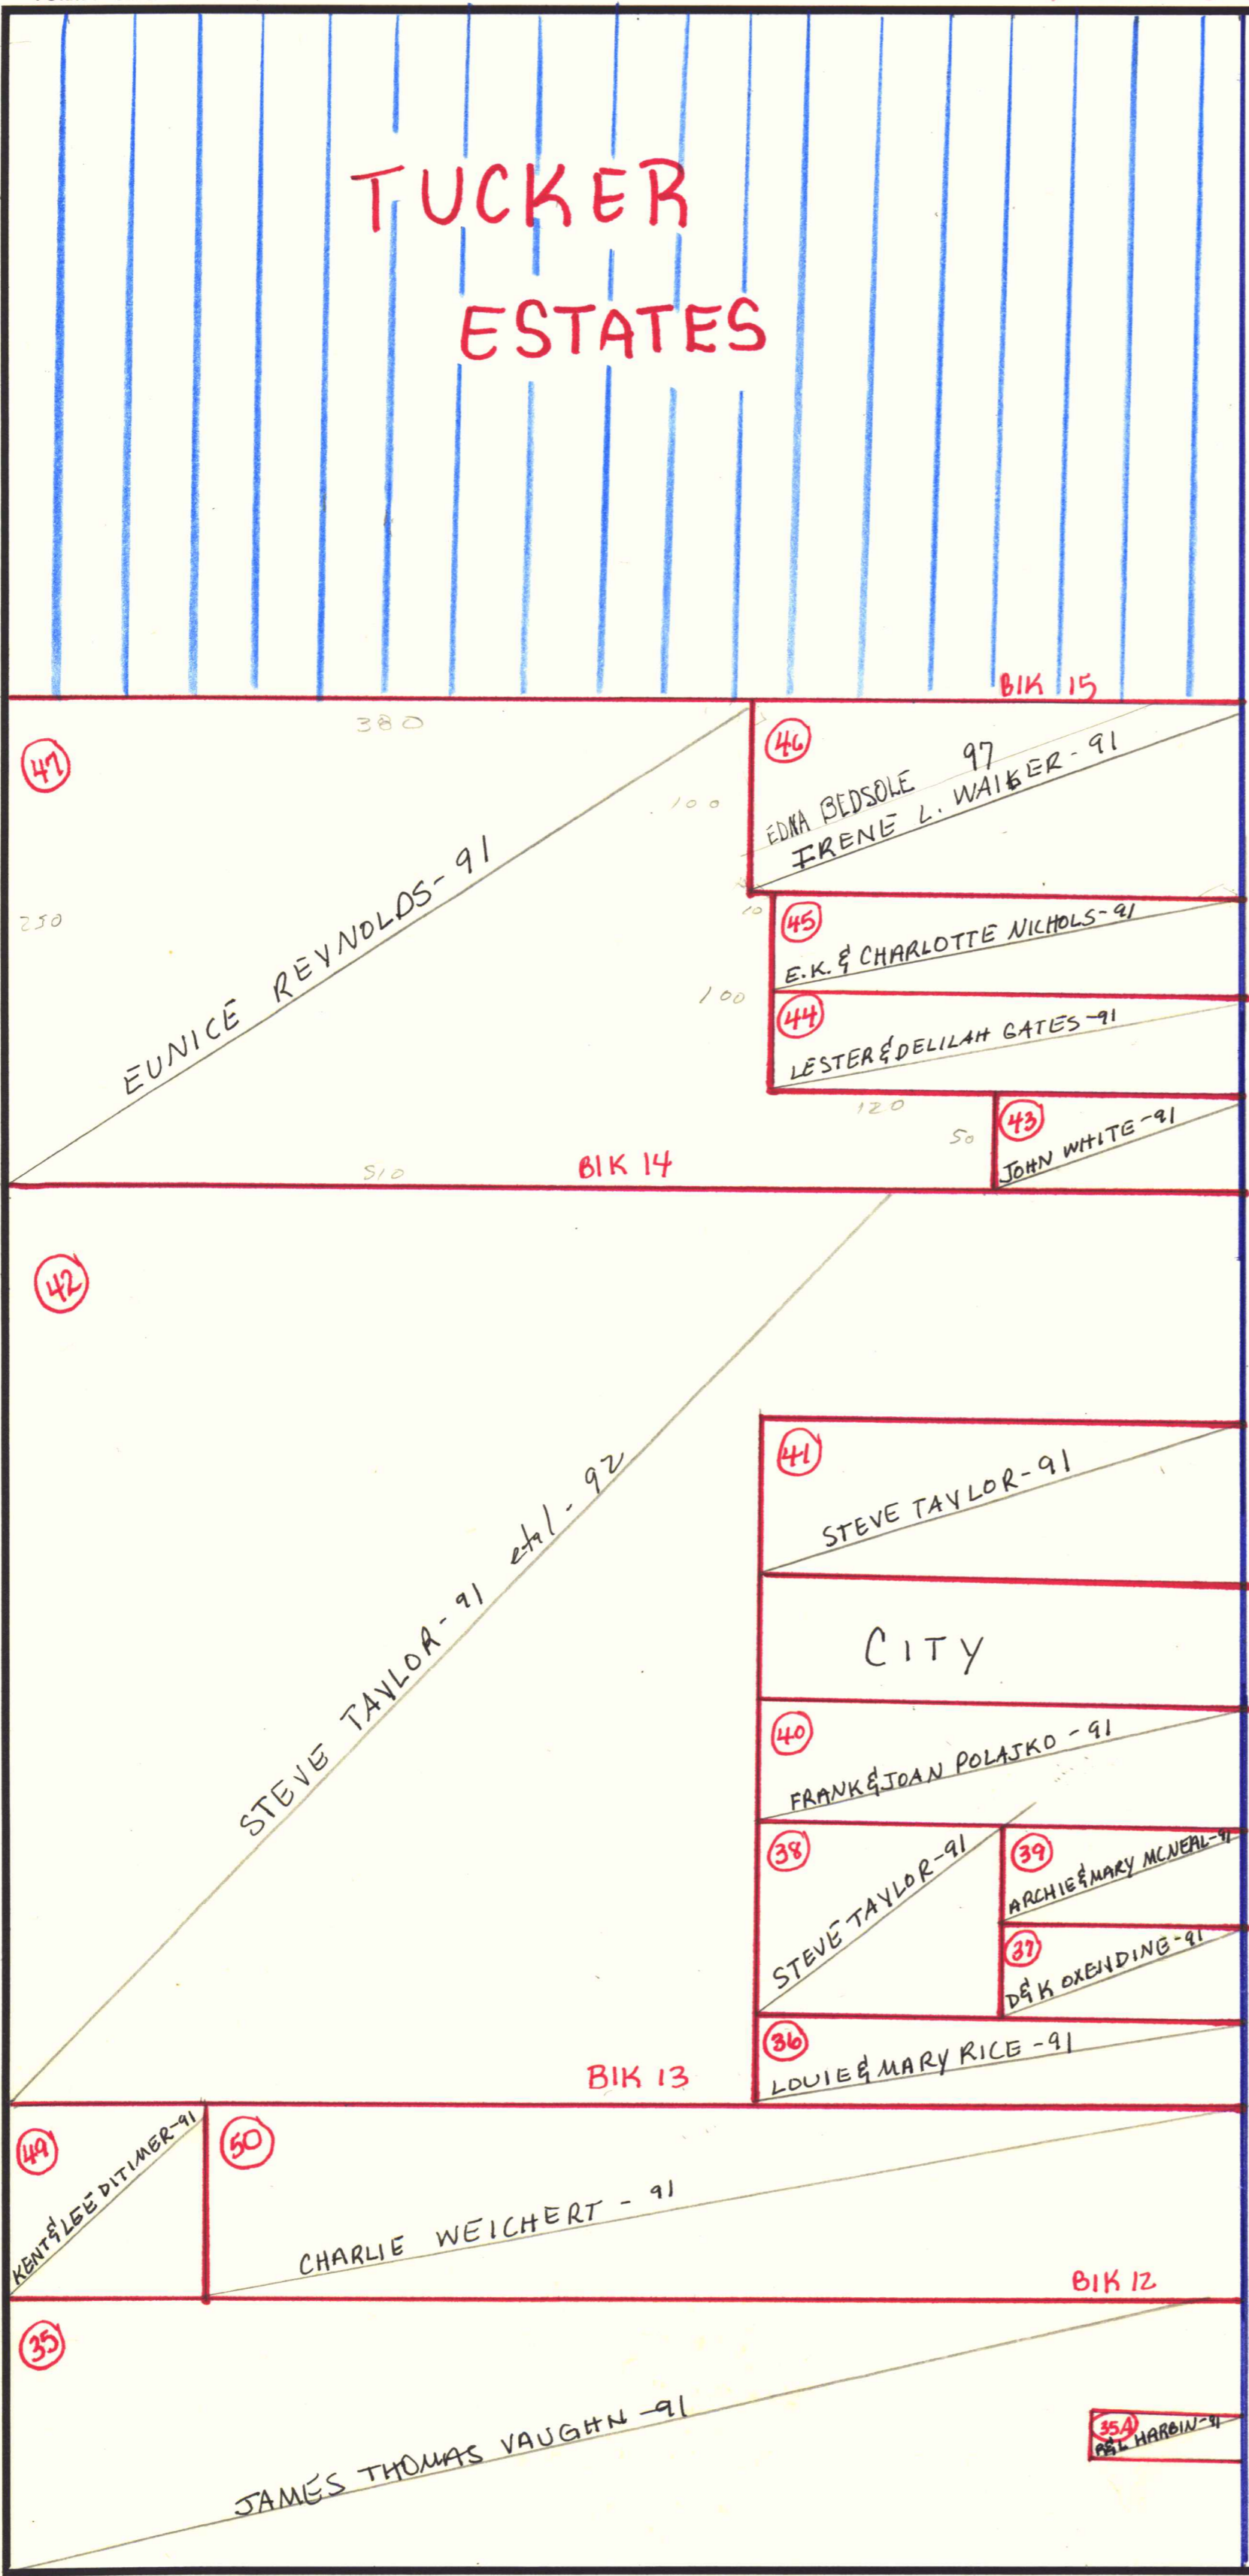 TUCKER
ESTATES
BIK 15
380
47
46
EDNA BEDSOLE 97
IRENE L. WALKER - 91
100
EUNICE REYNOLDS - 91
250
10
45
E.K. & CHARLOTTE NICHOLS-91
100
44
LESTER & DELILAH GATES-91
120
50
43
JOHN WHITE-91
510
BIK 14
42
41
STEVE TAYLOR-91
STEVE TAYLOR-91 etal - 92
CITY
40
FRANK & JOAN POLAJKO - 91
38
STEVE TAYLOR-91
39
ARCHIE & MARY MCNEAL-91
37
D&K OXENDINE-91
36
LOUIE & MARY RICE - 91
BIK 13
49
KENT & LEE DITIMER-91
50
CHARLIE WEICHERT - 91
BIK 12
35
JAMES THOMAS VAUGHN -91
35A
HARBIN-91